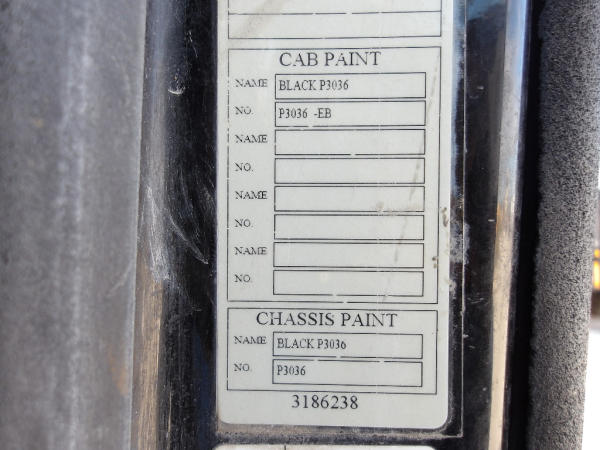 CAB PAINT
NAME BLACK P3036
NO. P3036 -EB
NAME
NO.
NAME
NO.
NAME
NO.
CHASSIS PAINT
NAME BLACK P3036
NO. P3036
3186238